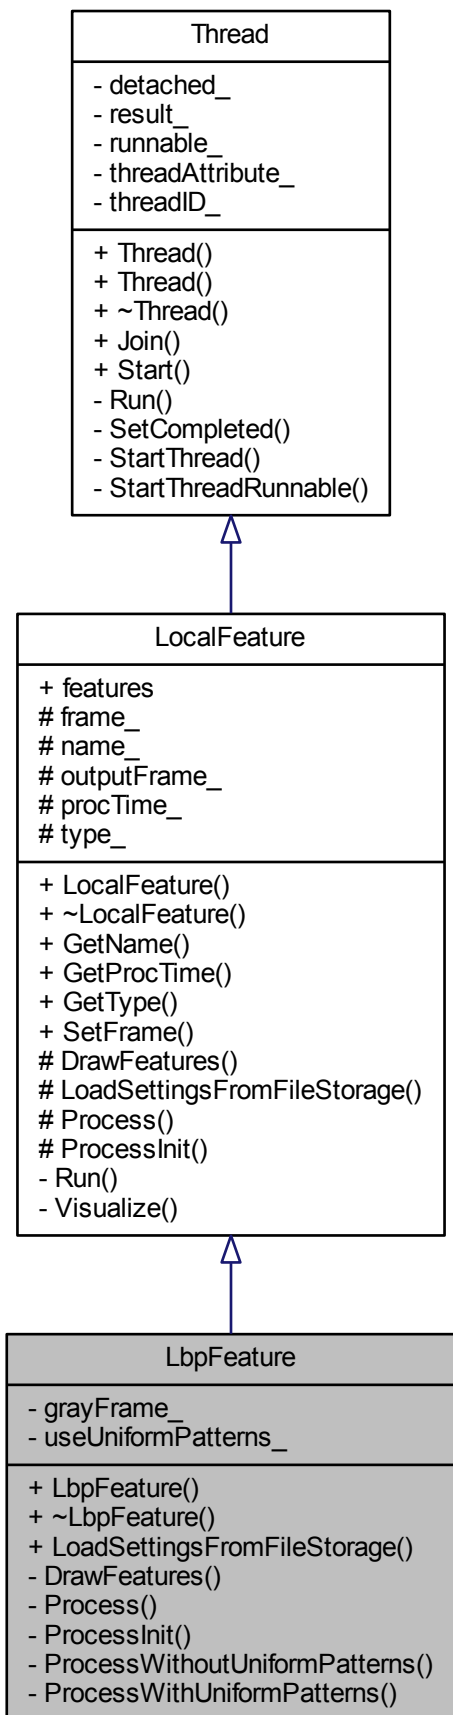 Thread
- detached_
- result_
- runnable_
- threadAttribute_
- threadID_
+ Thread()
+ Thread()
+ ~Thread()
+ Join()
+ Start()
- Run()
- SetCompleted()
- StartThread()
- StartThreadRunnable()
LocalFeature
+ features
# frame_
# name_
# outputFrame_
# procTime_
# type_
+ LocalFeature()
+ ~LocalFeature()
+ GetName()
+ GetProcTime()
+ GetType()
+ SetFrame()
# DrawFeatures()
# LoadSettingsFromFileStorage()
# Process()
# ProcessInit()
- Run()
- Visualize()
LbpFeature
- grayFrame_
- useUniformPatterns_
+ LbpFeature()
+ ~LbpFeature()
+ LoadSettingsFromFileStorage()
- DrawFeatures()
- Process()
- ProcessInit()
- ProcessWithoutUniformPatterns()
- ProcessWithUniformPatterns()